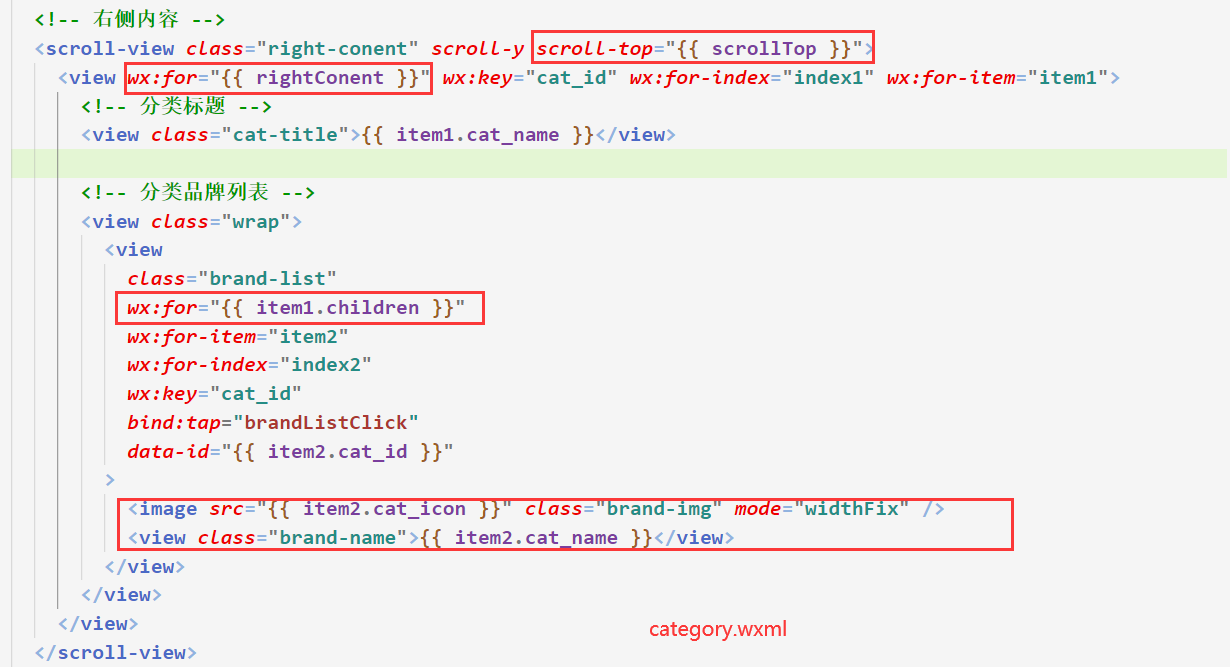 <!-- 右侧内容 -->
<scroll-view class="right-conent" scroll-y scroll-top="{{ scrollTop }}">
<view wx:for="{{ rightConent }}" wx:key="cat_id" wx:for-index="index1" wx:for-item="item1">
<!-- 分类标题 -->
<view class="cat-title">{{ item1.cat_name }}</view>
<!-- 分类品牌列表 -->
<view class="wrap">
<view
class="brand-list"
wx:for="{{ item1.children }}"
wx:for-item="item2"
wx:for-index="index2"
wx:key="cat_id"
bind:tap="brandListClick"
data-id="{{ item2.cat_id }}"
>
<image src="{{ item2.cat_icon }}" class="brand-img" mode="widthFix" />
<view class="brand-name">{{ item2.cat_name }}</view>
</view>
</view>
</view>
</scroll-view>
category.wxml